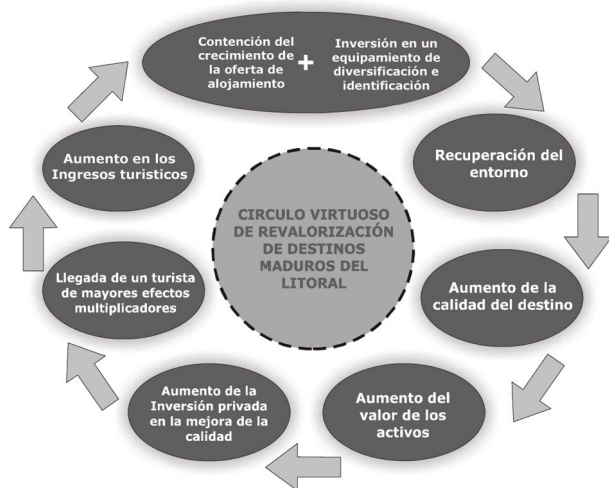 Contención del
crecimiento de
la oferta de
alojamiento
+
Inversión en un
equipamiento de
diversificación e
identificación
Recuperación del
entorno
Aumento de la
calidad del destino
Aumento del
valor de los
activos
Aumento de la
Inversión privada
en la mejora de la
calidad
Llegada de un turista
de mayores efectos
multiplicadores
Aumento en los
Ingresos turisticos
CIRCULO VIRTUOSO
DE REVALORIZACIÓN
DE DESTINOS
MADUROS DEL
LITORAL